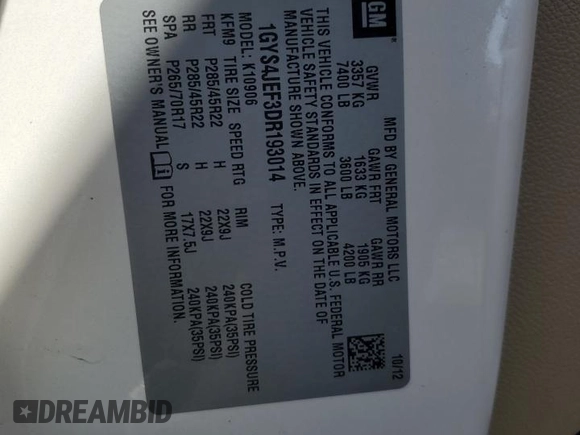 GM
MFD BY GENERAL MOTORS LLC
10/12
GVWR GAWR FRT GAWR RR
3357 KG 1633 KG 1905 KG
7400 LB 3600 LB 4200 LB
THIS VEHICLE CONFORMS TO ALL APPLICABLE U.S. FEDERAL MOTOR
VEHICLE SAFETY STANDARDS IN EFFECT ON THE DATE OF
MANUFACTURE SHOWN ABOVE.
1GYS4JEF3DR193014 TYPE: M.P.V.
MODEL: K10906
KFM9 TIRE SIZE SPEED RTG RIM COLD TIRE PRESSURE
FRT P285/45R22 H 22X9J 240KPA(35PSI)
RR P285/45R22 H 22X9J 240KPA(35PSI)
SPA P265/70R17 S 17X7.5J 240KPA(35PSI)
SEE OWNER'S MANUAL FOR MORE INFORMATION.
DREAMBID